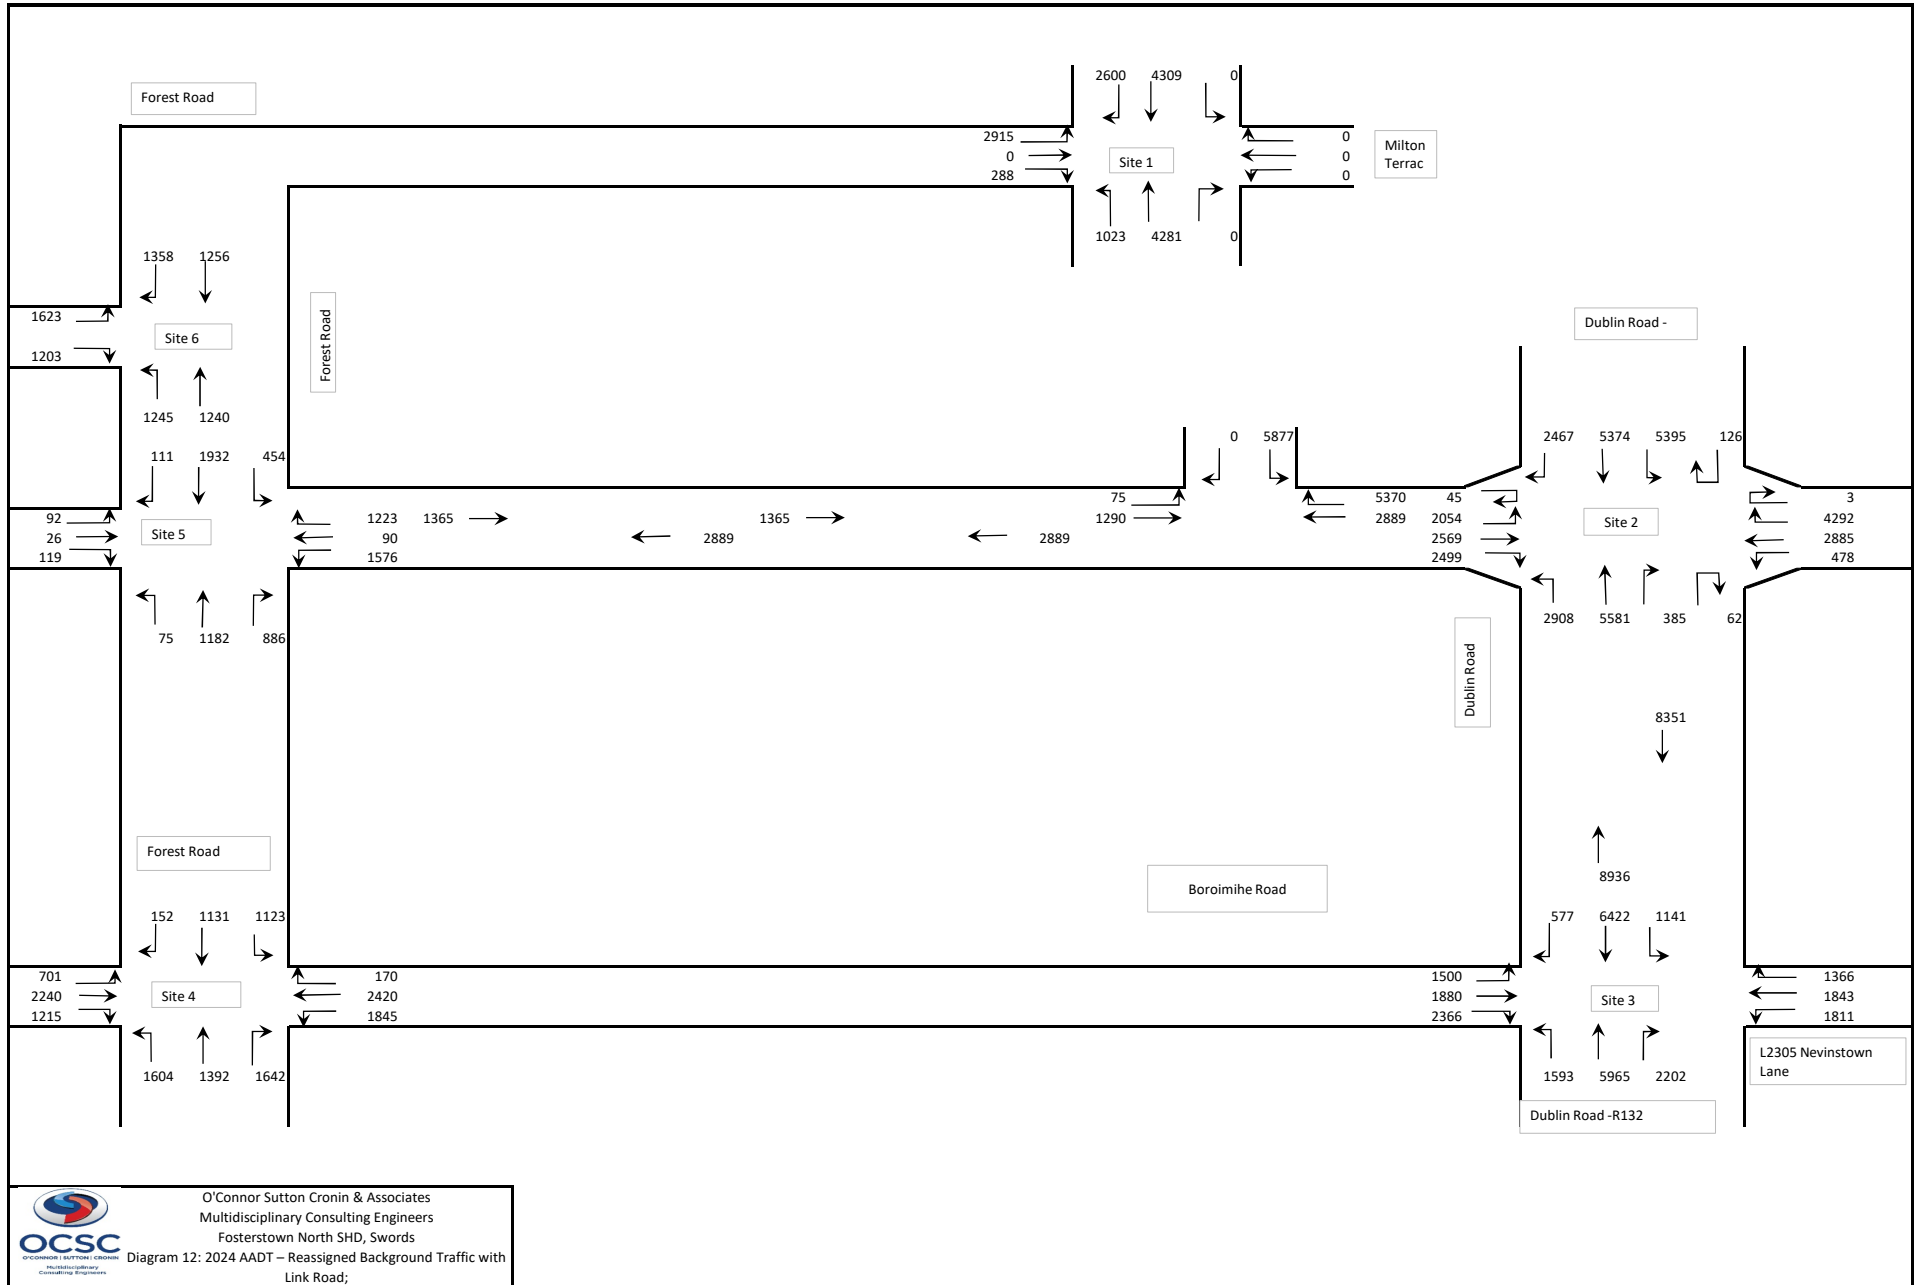 2600 4309 0
Forest Road
2915 0
0 Site 1 0
288 0
Milton
Terrac
1023 4281 0
1358 1256
1623
Site 6
1203
Forest Road
Dublin Road -
1245 1240
111 1932 454
0 5877
2467 5374 5395 126
92 1223 1365 1365 75 5370 45 3
26 Site 5 90 2889 2889 1290 2889 2054 Site 2 4292
119 1576 2569 2885
2499 478
75 1182 886
2908 5581 385 62
Dublin Road
8351
Forest Road
Boroimihe Road
8936
152 1131 1123
577 6422 1141
701 170 1500 1366
2240 Site 4 2420 1880 Site 3 1843
1215 1845 2366 1811
1604 1392 1642
1593 5965 2202
L2305 Nevinstown
Lane
Dublin Road -R132
OCSC
O'CONNOR | SUTTON | CRONIN
Multidisciplinary
Consulting Engineers
O'Connor Sutton Cronin & Associates
Multidisciplinary Consulting Engineers
Fosterstown North SHD, Swords
Diagram 12: 2024 AADT – Reassigned Background Traffic with
Link Road;